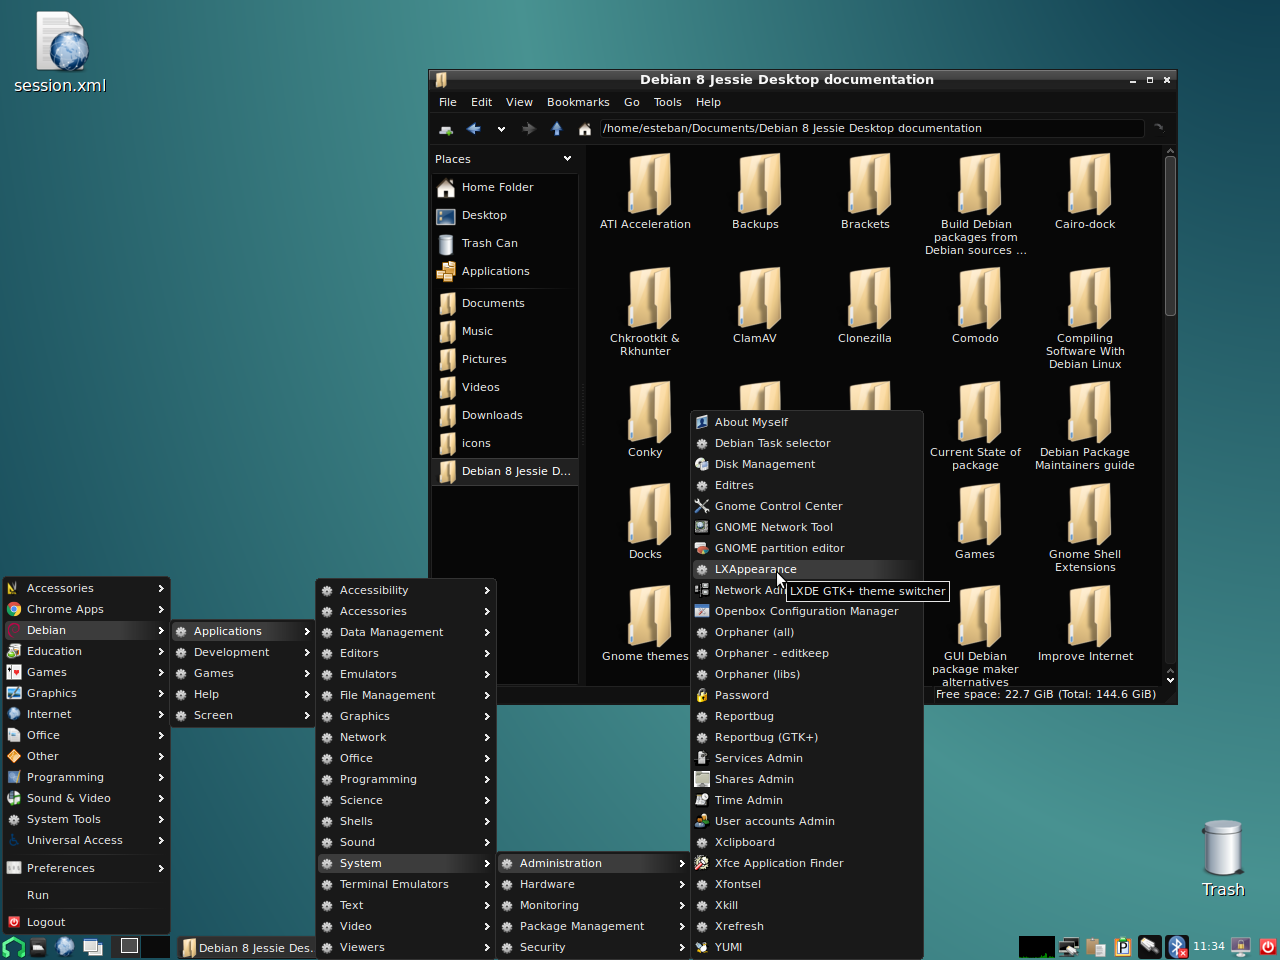 session.xml
Debian 8 Jessie Desktop documentation
File Edit View Bookmarks Go Tools Help
/home/esteban/Documents/Debian 8 Jessie Desktop documentation
Places
Home Folder
Desktop
Trash Can
Applications
Documents
Music
Pictures
Videos
Downloads
icons
Debian 8 Jessie D...
ATI Acceleration
Backups
Brackets
Build Debian
packages from
Debian sources ...
Cairo-dock
Chkrootkit &
Rkhunter
ClamAV
Clonezilla
Comodo
Compiling
Software With
Debian Linux
Conky
Current State of
package
Debian Package
Maintainers guide
Docks
Games
Gnome Shell
Extensions
Gnome themes
GUI Debian
package maker
alternatives
Improve Internet
Free space: 22.7 GiB (Total: 144.6 GiB)
Accessories
Chrome Apps
Debian
Education
Games
Graphics
Internet
Office
Other
Programming
Sound & Video
System Tools
Universal Access
Preferences
Run
Logout
Applications
Development
Games
Help
Screen
Accessibility
Accessories
Data Management
Editors
Emulators
File Management
Graphics
Network
Office
Programming
Science
Shells
Sound
System
Terminal Emulators
Text
Video
Viewers
Administration
Hardware
Monitoring
Package Management
Security
About Myself
Debian Task selector
Disk Management
Editres
Gnome Control Center
GNOME Network Tool
GNOME partition editor
LXAppearance
LXDE GTK+ theme switcher
Network
Openbox Configuration Manager
Orphaner (all)
Orphaner - editkeep
Orphaner (libs)
Password
Reportbug
Reportbug (GTK+)
Services Admin
Shares Admin
Time Admin
User accounts Admin
Xclipboard
Xfce Application Finder
Xfontsel
Xkill
Xrefresh
YUMI
Trash
Debian 8 Jessie Des...
11:34